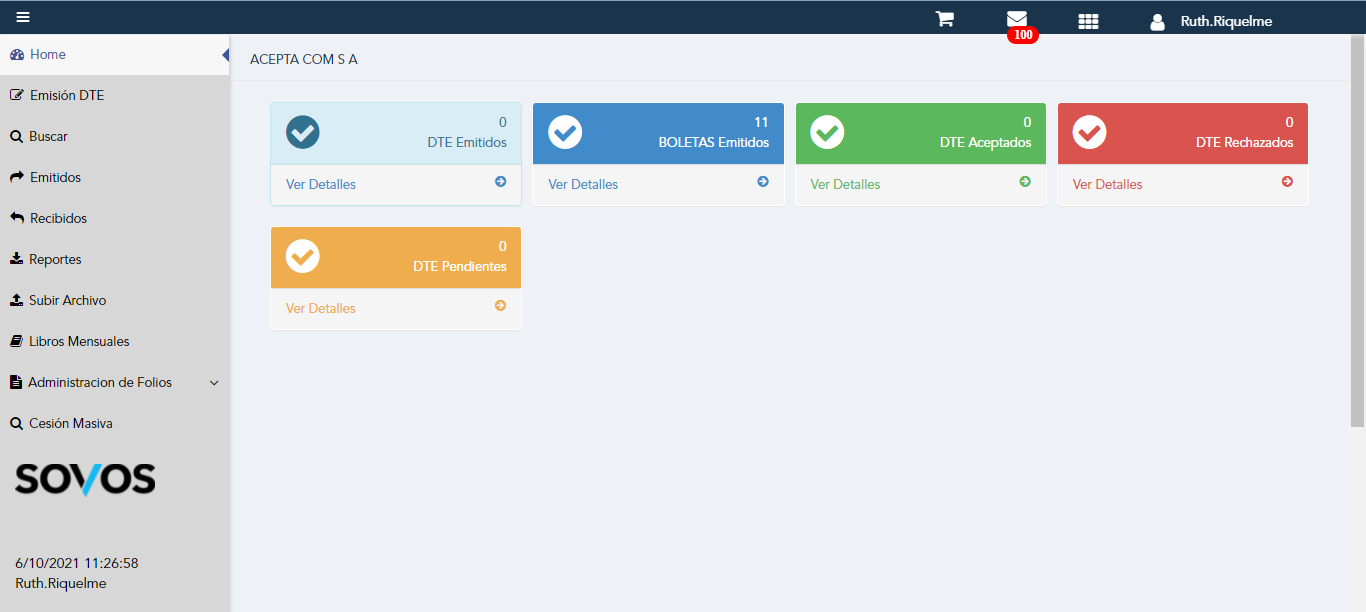 Ruth.Riquelme
100
Home
Emisión DTE
Buscar
Emitidos
Recibidos
Reportes
Subir Archivo
Libros Mensuales
Administracion de Folios
Cesión Masiva
SOVOS
6/10/2021 11:26:58
Ruth.Riquelme
ACEPTA COM S A
0
DTE Emitidos
Ver Detalles
11
BOLETAS Emitidos
Ver Detalles
0
DTE Aceptados
Ver Detalles
0
DTE Rechazados
Ver Detalles
0
DTE Pendientes
Ver Detalles